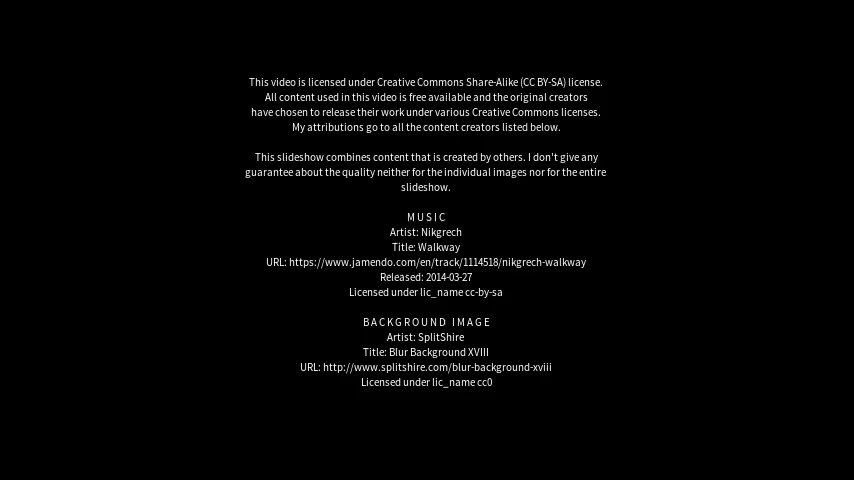 This video is licensed under Creative Commons Share-Alike (CC BY-SA) license.
All content used in this video is free available and the original creators
have chosen to release their work under various Creative Commons licenses.
My attributions go to all the content creators listed below.
This slideshow combines content that is created by others. I don't give any
guarantee about the quality neither for the individual images nor for the entire
slideshow.
MUSIC
Artist: Nikgrech
Title: Walkway
URL: https://www.jamendo.com/en/track/1114518/nikgrech-walkway
Released: 2014-03-27
Licensed under lic_name cc-by-sa
BACKGROUND IMAGE
Artist: SplitShire
Title: Blur Background XVIII
URL: http://www.splitshire.com/blur-background-xviii
Licensed under lic_name cc0